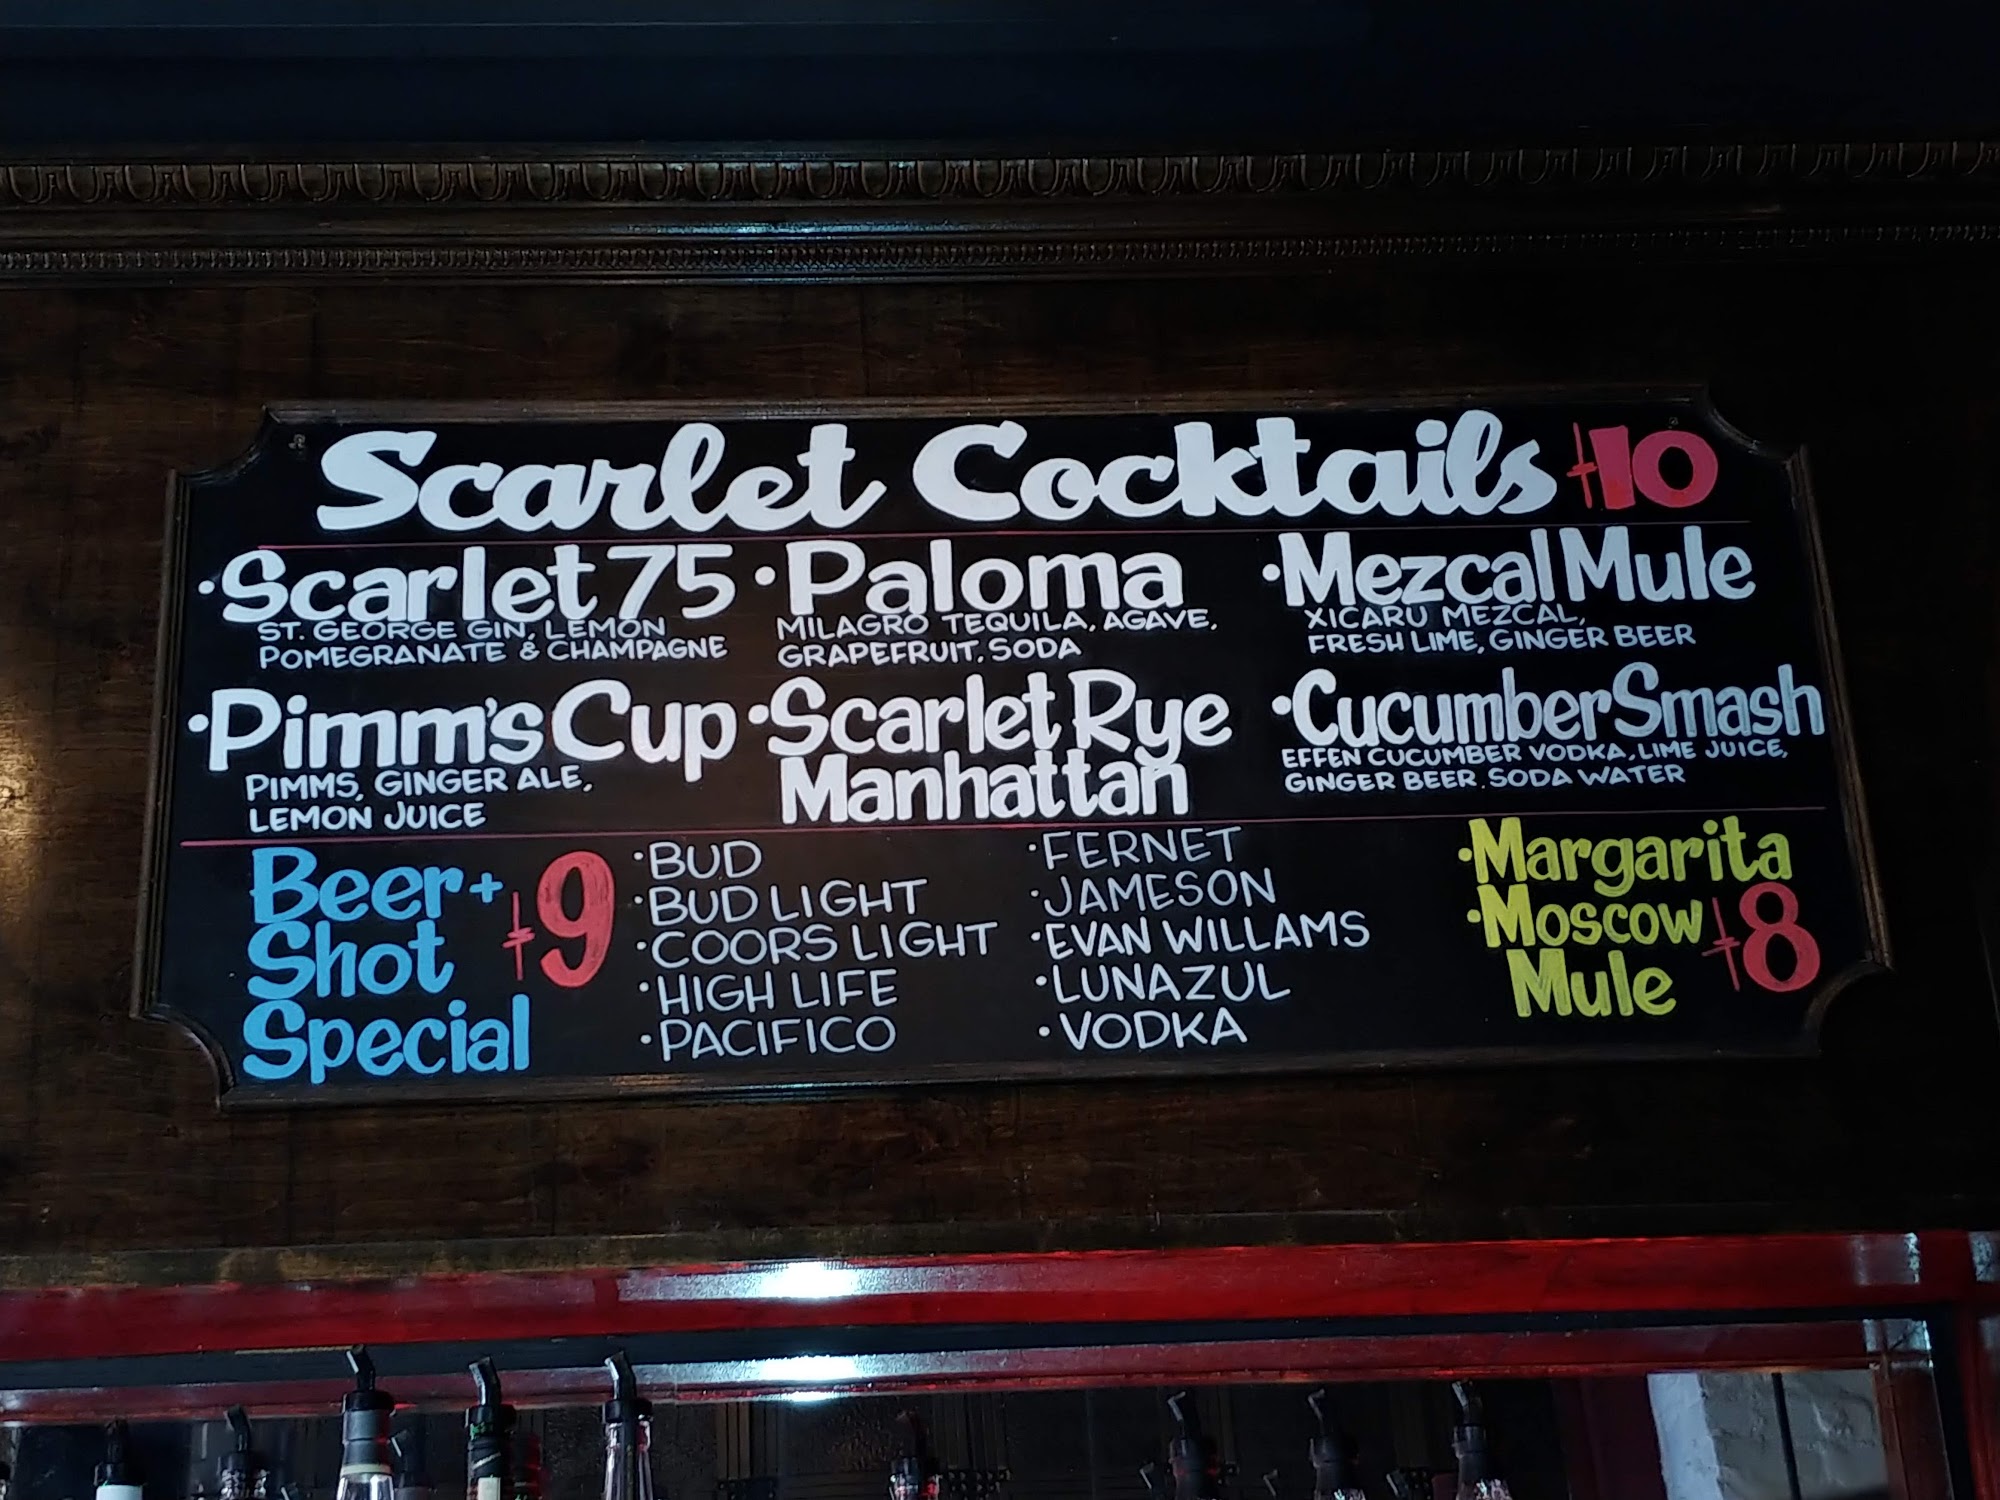 Scarlet Cocktails $10
·Scarlet 75
ST. GEORGE GIN, LEMON
POMEGRANATE & CHAMPAGNE
·Paloma
MILAGRO TEQUILA, AGAVE,
GRAPEFRUIT, SODA
·Mezcal Mule
XICARU MEZCAL,
FRESH LIME, GINGER BEER
·Pimm's Cup
PIMMS, GINGER ALE,
LEMON JUICE
·Scarlet Rye
Manhattan
·Cucumber Smash
EFFEN CUCUMBER VODKA, LIME JUICE,
GINGER BEER, SODA WATER
Beer +
Shot
Special
$9
·BUD
·BUD LIGHT
·COORS LIGHT
·HIGH LIFE
·PACIFICO
·FERNET
·JAMESON
·EVAN WILLAMS
·LUNAZUL
·VODKA
·Margarita
·Moscow
Mule
$8